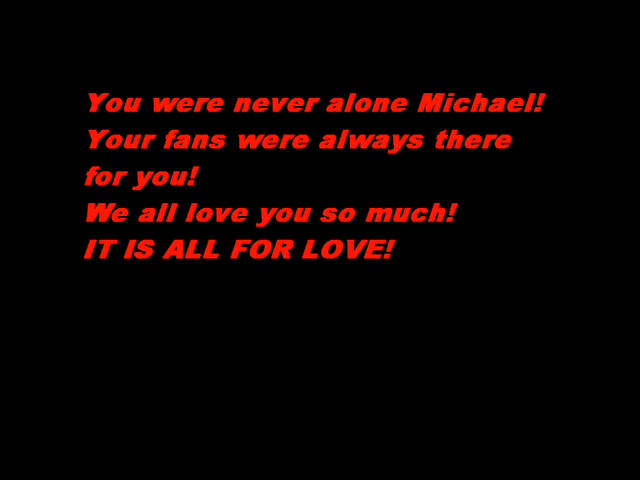 You were never alone Michael!
Your fans were always there
for you!
We all love you so much!
IT IS ALL FOR LOVE!